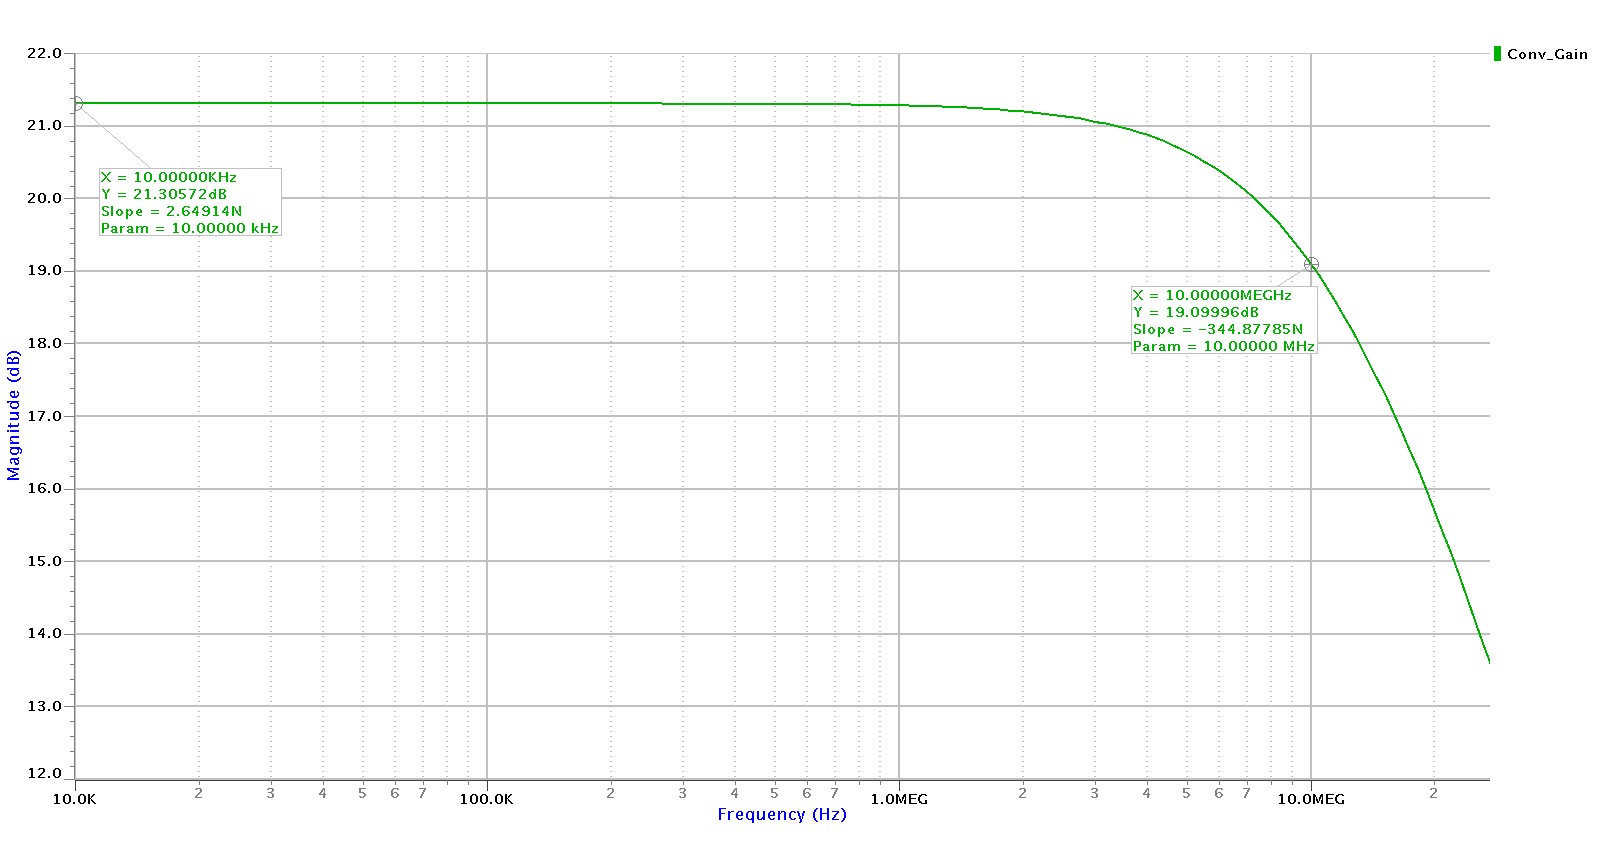 Conv_Gain
22.0
21.0
20.0
19.0
18.0
17.0
16.0
15.0
14.0
13.0
12.0
Magnitude (dB)
X = 10.00000KHz
Y = 21.30572dB
Slope = 2.64914N
Param = 10.00000 kHz
X = 10.00000MEGHz
Y = 19.09996dB
Slope = -344.87785N
Param = 10.00000 MHz
10.0K 2 3 4 5 6 7 100.0K 2 3 4 5 6 7 1.0MEG 2 3 4 5 6 7 10.0MEG 2
Frequency (Hz)